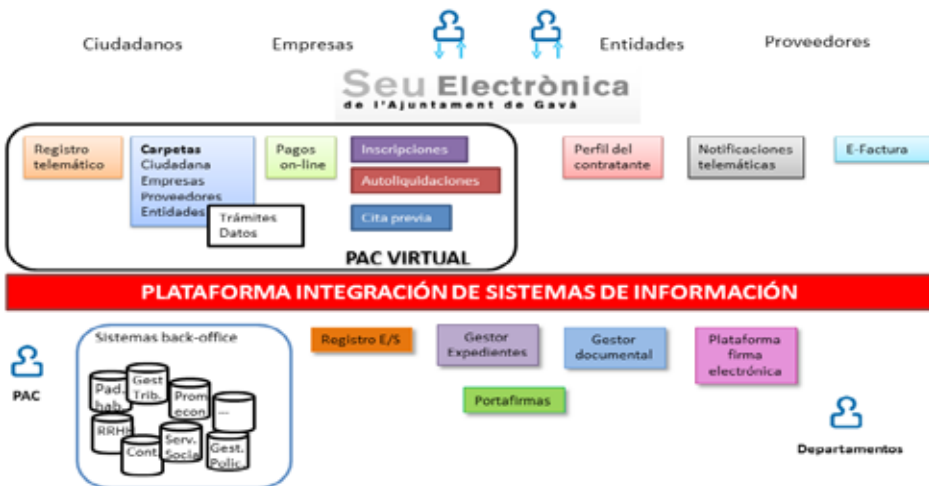 Ciudadanos
Empresas
Entidades
Proveedores
Seu Electrònica
de l'Ajuntament de Gavà
Registro
telemático
Carpetas
Ciudadana
Empresas
Proveedores
Entidades
Trámites
Datos
Pagos
on-line
Inscripciones
Autoliquidaciones
Cita previa
PAC VIRTUAL
Perfil del
contratante
Notificaciones
telemáticas
E-Factura
PLATAFORMA INTEGRACIÓN DE SISTEMAS DE INFORMACIÓN
PAC
Sistemas back-office
Pad.
hab.
Gest
Trib.
Prom
econ.
...
RRHH
Cont.
Serv.
Socia
Gest.
Polic.
Registro E/S
Gestor
Expedientes
Gestor
documental
Plataforma
firma
electrónica
Portafirmas
Departamentos